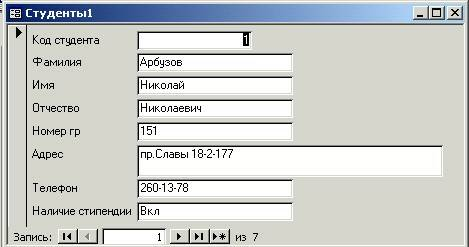 Студенты1
Код студента 1
Фамилия Арбузов
Имя Николай
Отчество Николаевич
Номер гр 151
Адрес пр.Славы 18-2-177
Телефон 260-13-78
Наличие стипендии Вкл
Запись: 1 из 7